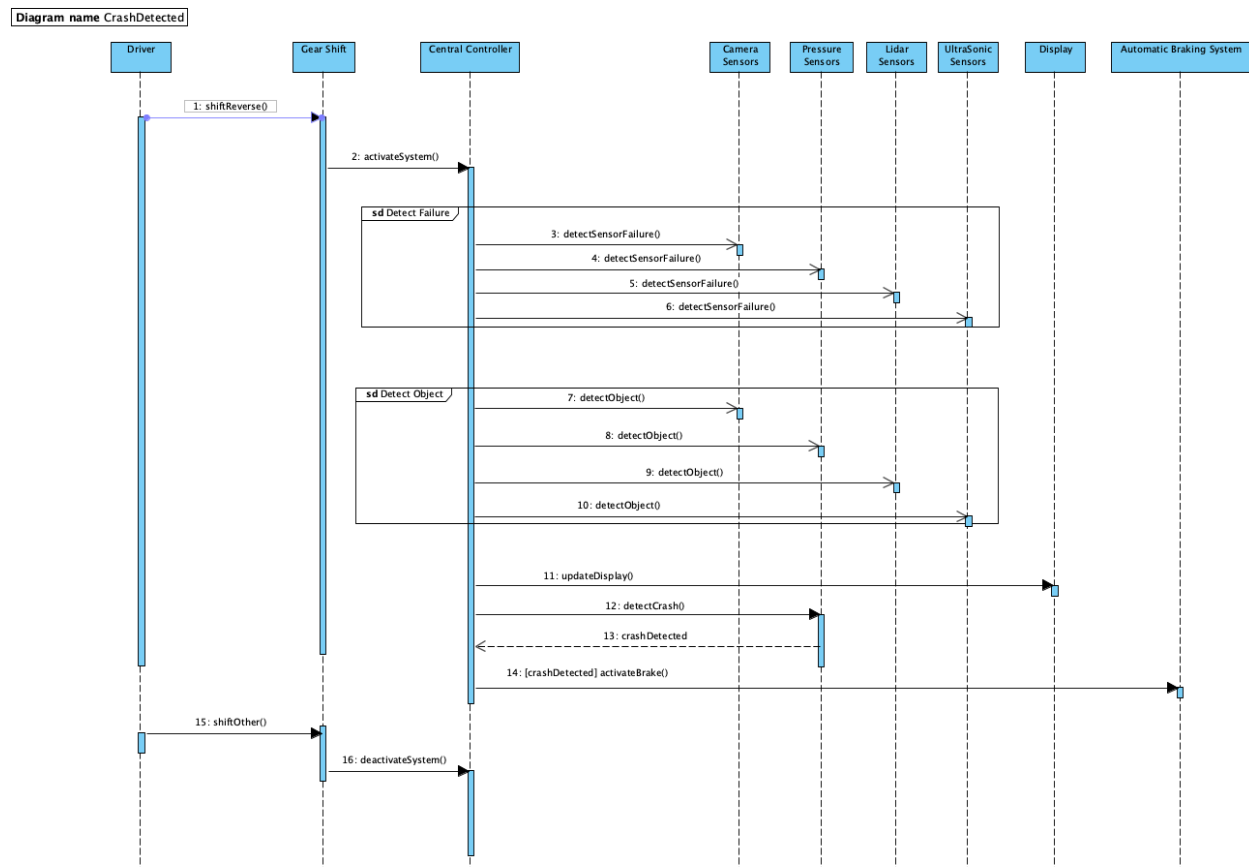 Diagram name CrashDetected
Driver
Gear Shift
Central Controller
Camera
Sensors
Pressure
Sensors
Lidar
Sensors
UltraSonic
Sensors
Display
Automatic Braking System
1: shiftReverse()
2: activateSystem()
sd Detect Failure
3: detectSensorFailure()
4: detectSensorFailure()
5: detectSensorFailure()
6: detectSensorFailure()
sd Detect Object
7: detectObject()
8: detectObject()
9: detectObject()
10: detectObject()
11: updateDisplay()
12: detectCrash()
13: crashDetected
14: [crashDetected] activateBrake()
15: shiftOther()
16: deactivateSystem()